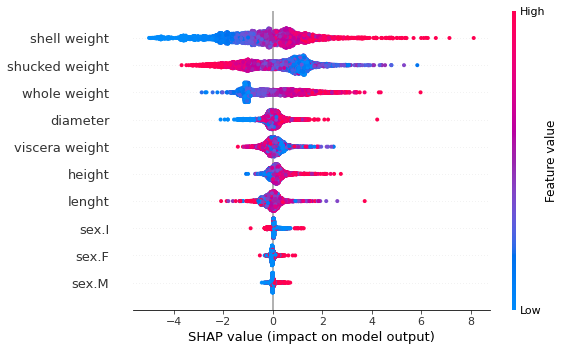 High
shell weight
shucked weight
whole weight
diameter
viscera weight
height
lenght
sex.I
sex.F
sex.M
Feature value
Low
−4 −2 0 2 4 6 8
SHAP value (impact on model output)